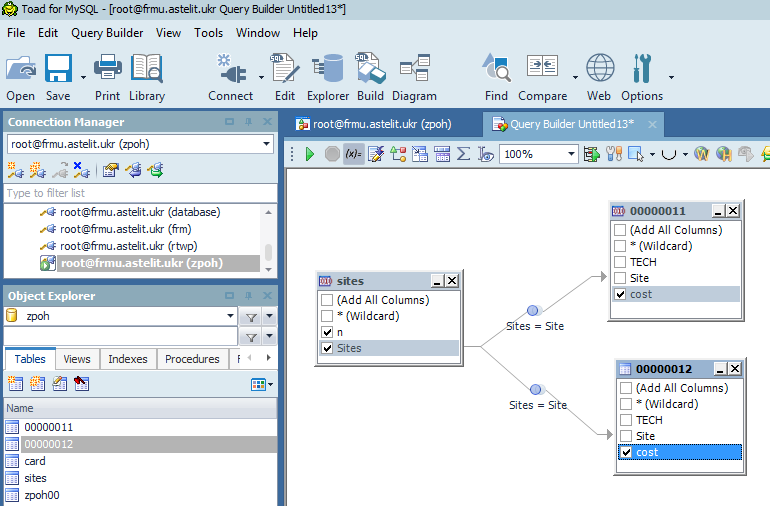 Toad for MySQL - [root@frmu.astelit.ukr Query Builder Untitled13*]
File Edit Query Builder View Tools Window Help
Open Save Print Library Connect Edit Explorer Build Diagram Find Compare Web Options
Connection Manager
root@frmu.astelit.ukr (zpoh)
Type to filter list
root@frmu.astelit.ukr (database)
root@frmu.astelit.ukr (frm)
root@frmu.astelit.ukr (rtwp)
root@frmu.astelit.ukr (zpoh)
Object Explorer
zpoh
Tables Views Indexes Procedures
Name
00000011
00000012
card
sites
zpoh00
root@frmu.astelit.ukr (zpoh) Query Builder Untitled13*
(x)= 100%
sites
(Add All Columns)
* (Wildcard)
n
Sites
Sites = Site
Sites = Site
00000011
(Add All Columns)
* (Wildcard)
TECH
Site
cost
00000012
(Add All Columns)
* (Wildcard)
TECH
Site
cost